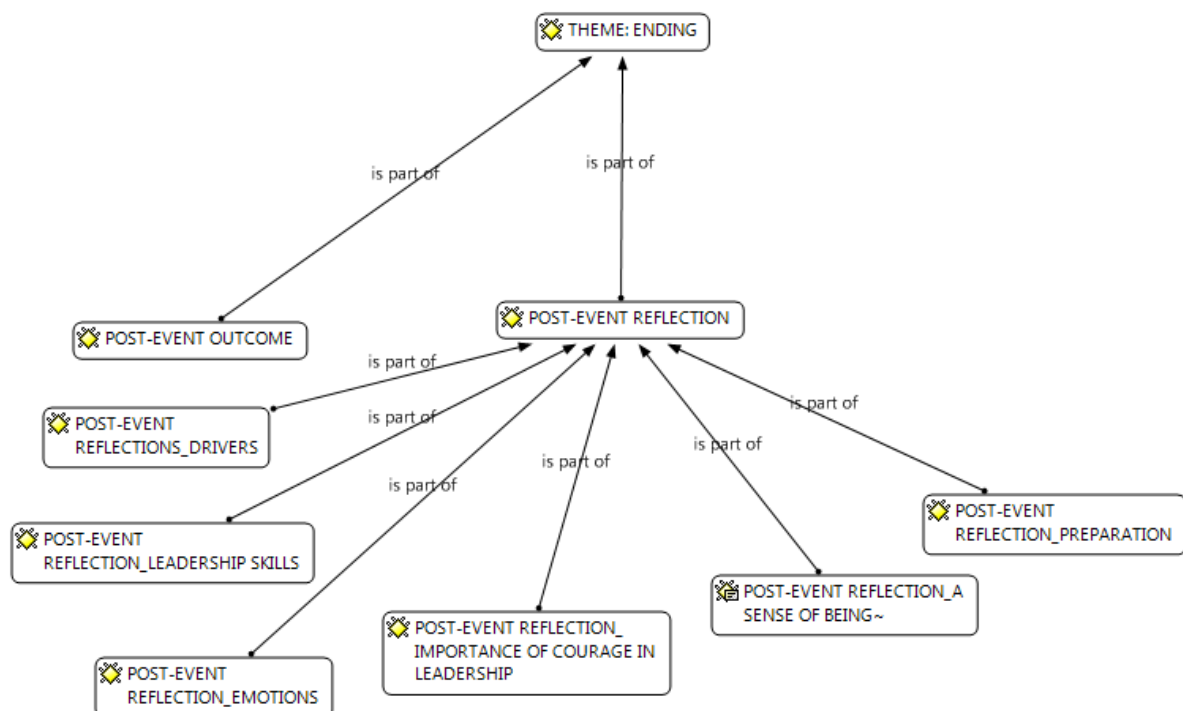 THEME: ENDING
is part of
is part of
POST-EVENT OUTCOME
POST-EVENT REFLECTION
is part of
is part of
is part of
is part of
is part of
is part of
POST-EVENT
REFLECTIONS_DRIVERS
POST-EVENT
REFLECTION_LEADERSHIP SKILLS
POST-EVENT
REFLECTION_EMOTIONS
POST-EVENT REFLECTION_
IMPORTANCE OF COURAGE IN
LEADERSHIP
POST-EVENT REFLECTION_A
SENSE OF BEING~
POST-EVENT
REFLECTION_PREPARATION